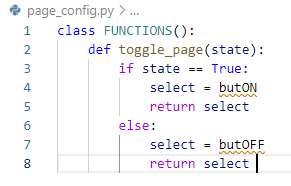 page_config.py > ...
1 class FUNCTIONS():
2     def toggle_page(state):
3         if state == True:
4             select = butON
5             return select
6         else:
7             select = butOFF
8             return select